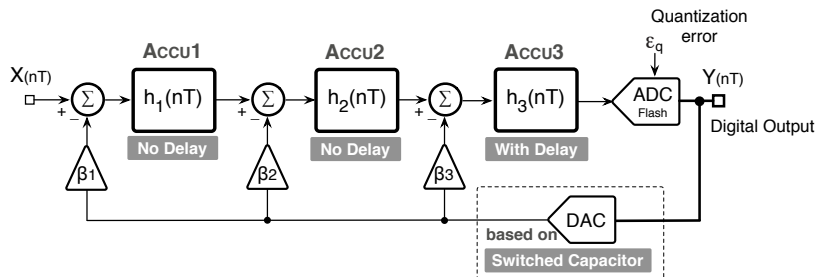 Quantization
error
ε_q
ACCU1
ACCU2
ACCU3
X(nT)
Σ
h₁(nT)
Σ
h₂(nT)
Σ
h₃(nT)
ADC
Flash
Y(nT)
+
−
+
−
+
−
Digital Output
No Delay
No Delay
With Delay
β1
β2
β3
DAC
based on
Switched Capacitor